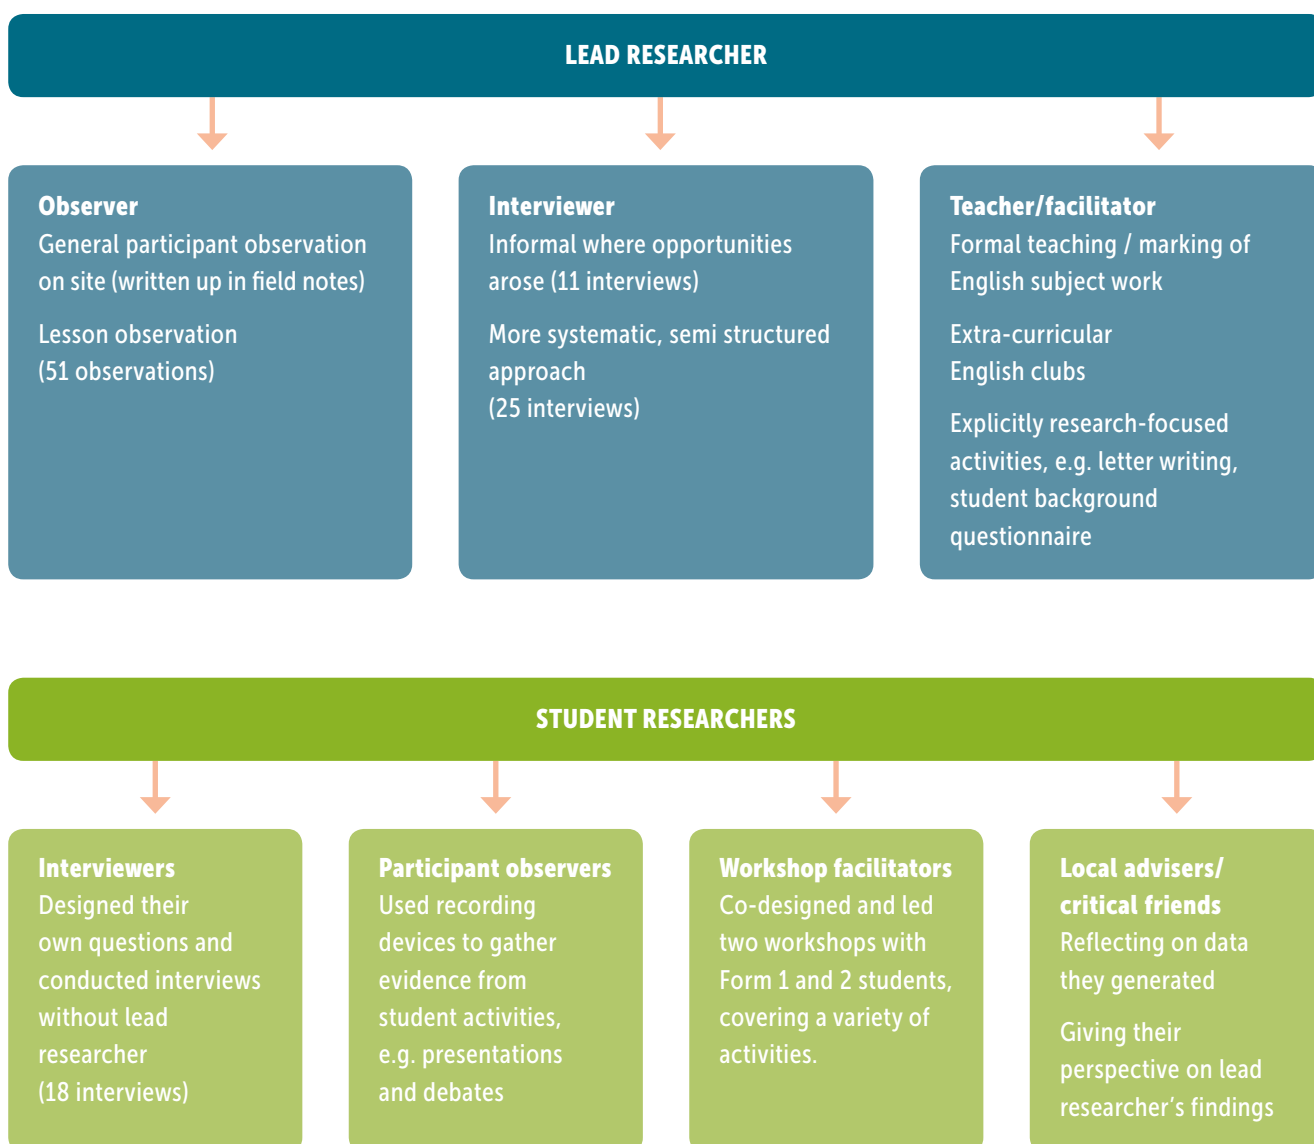 LEAD RESEARCHER
Observer
General participant observation
on site (written up in field notes)
Lesson observation
(51 observations)
Interviewer
Informal where opportunities
arose (11 interviews)
More systematic, semi structured
approach
(25 interviews)
Teacher/facilitator
Formal teaching / marking of
English subject work
Extra-curricular
English clubs
Explicitly research-focused
activities, e.g. letter writing,
student background
questionnaire
STUDENT RESEARCHERS
Interviewers
Designed their
own questions and
conducted interviews
without lead
researcher
(18 interviews)
Participant observers
Used recording
devices to gather
evidence from
student activities,
e.g. presentations
and debates
Workshop facilitators
Co-designed and led
two workshops with
Form 1 and 2 students,
covering a variety of
activities.
Local advisers/
critical friends
Reflecting on data
they generated
Giving their
perspective on lead
researcher's findings